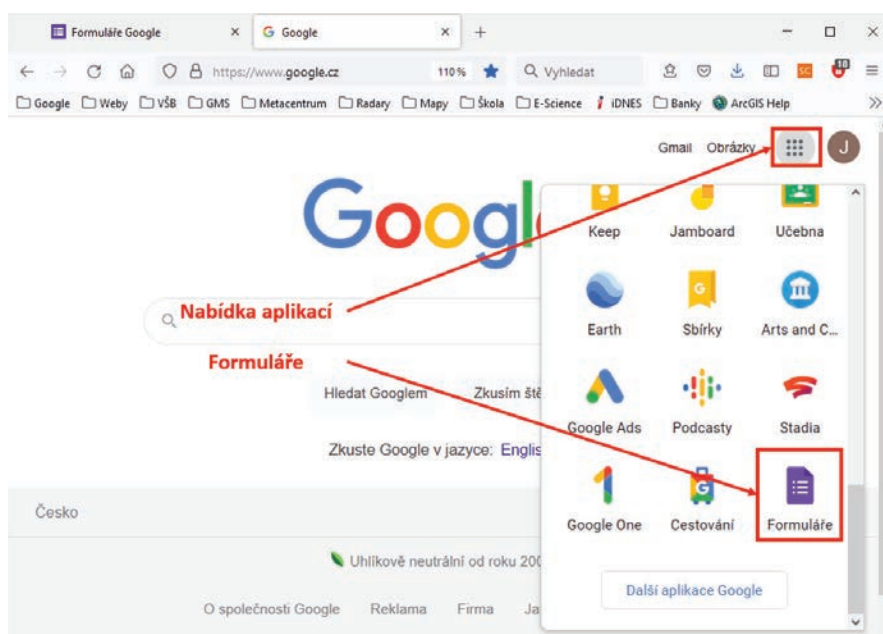 Formuláře Google
Google
https://www.google.cz
110%
Vyhledat
SC
18
Google Weby VŠB GMS Metacentrum Radary Mapy Škola E-Science iDNES Banky ArcGIS Help
Gmail Obrázky
J
Google
Keep Jamboard Učebna
Nabídka aplikací
Earth Sbírky Arts and C...
Formuláře
Hledat Googlem Zkusím ště
Google Ads Podcasty Stadia
Zkuste Google v jazyce: Englis
Google One Cestování Formuláře
Česko
Uhlíkově neutrální od roku 200
Další aplikace Google
O společnosti Google Reklama Firma Ja